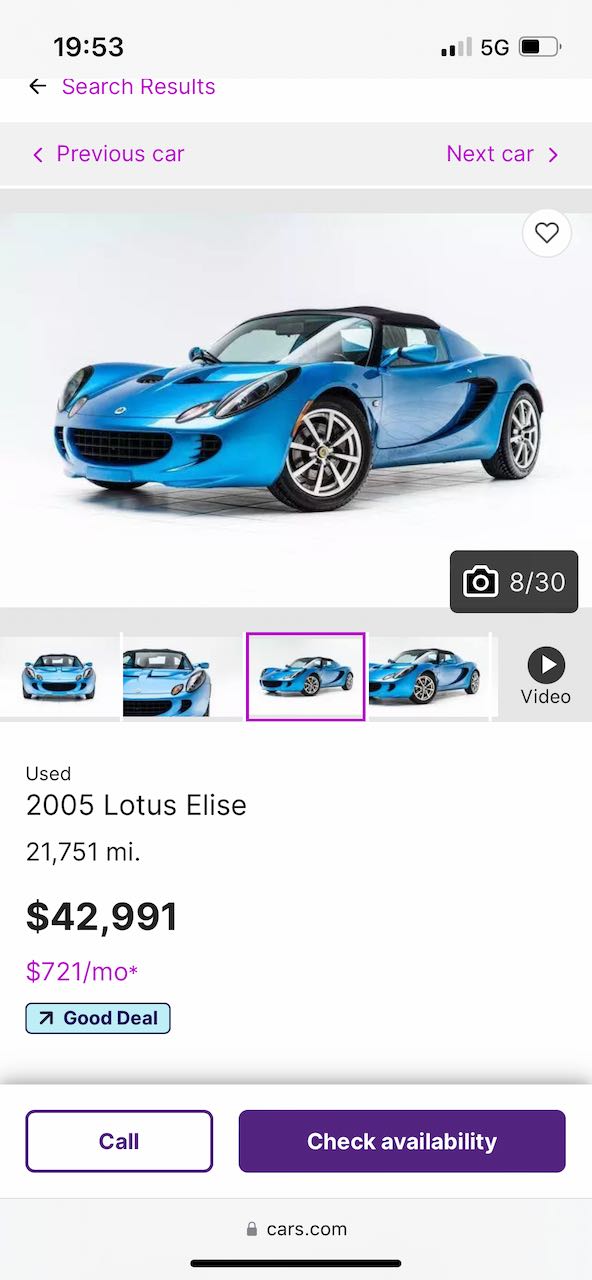 19:53
5G
Search Results
Previous car
Next car
8/30
Video
Used
2005 Lotus Elise
21,751 mi.
$42,991
$721/mo*
Good Deal
Call
Check availability
cars.com